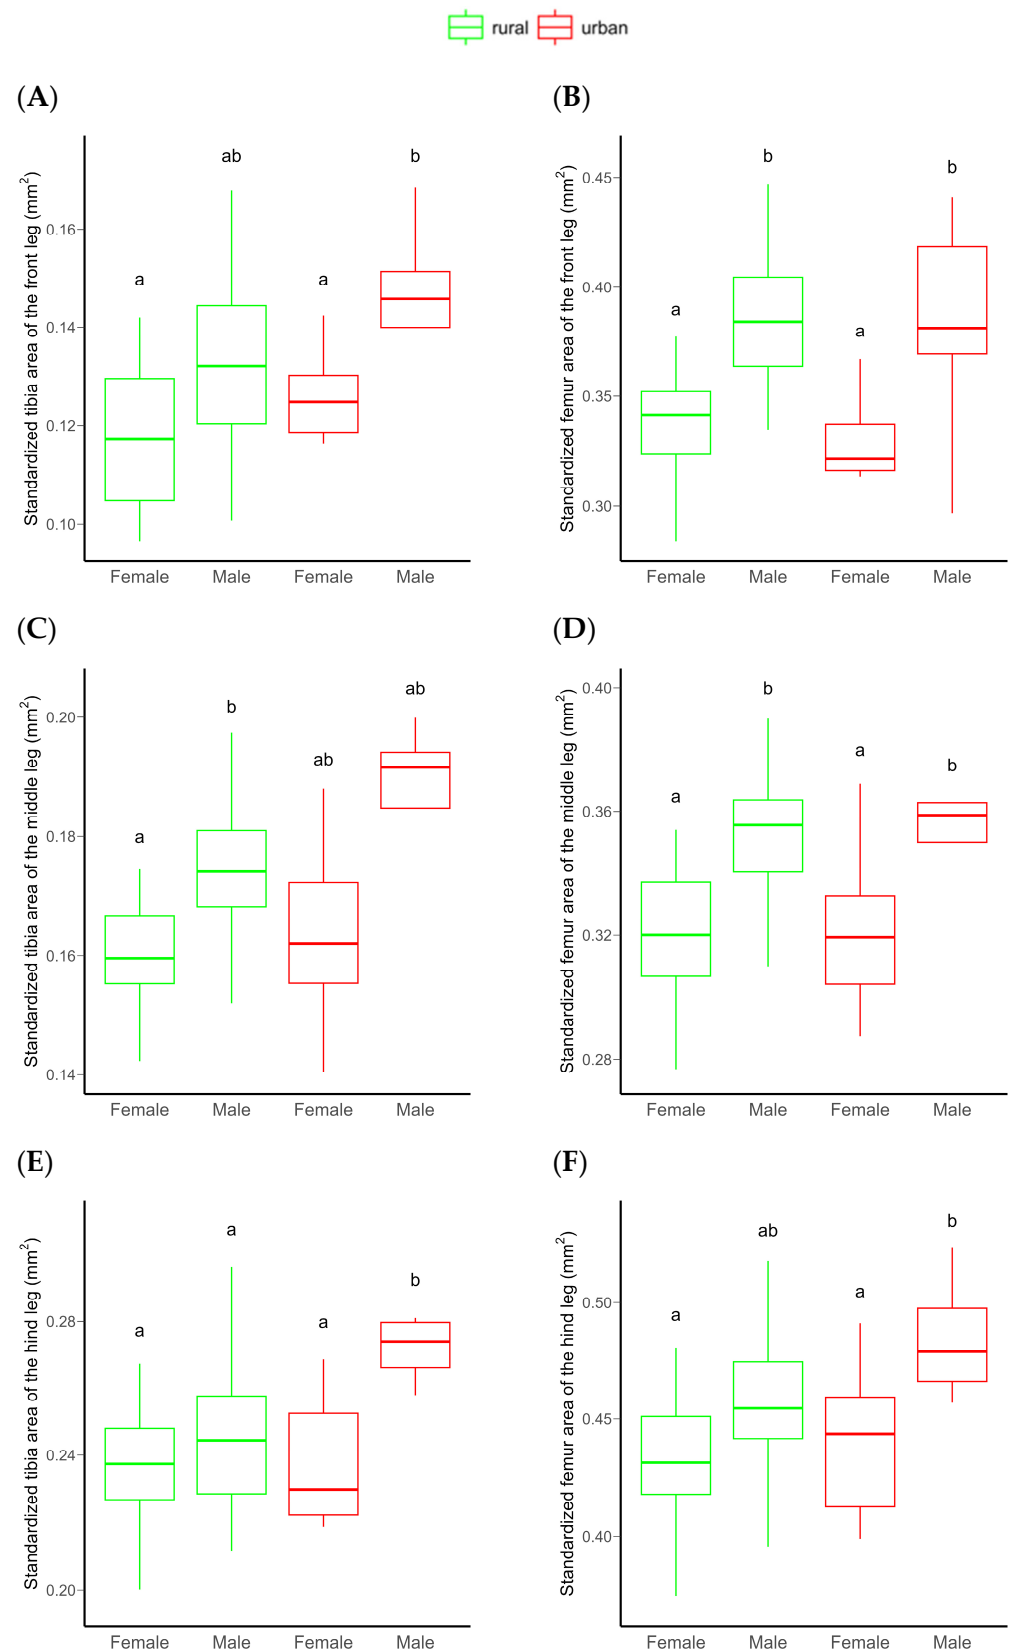 rural urban
(A)
Standardized tibia area of the front leg (mm²)
0.16
0.14
0.12
0.10
a ab a b
Female Male Female Male
(B)
Standardized femur area of the front leg (mm²)
0.45
0.40
0.35
0.30
a b a b
Female Male Female Male
(C)
Standardized tibia area of the middle leg (mm²)
0.20
0.18
0.16
0.14
a b ab ab
Female Male Female Male
(D)
Standardized femur area of the middle leg (mm²)
0.40
0.36
0.32
0.28
a b a b
Female Male Female Male
(E)
Standardized tibia area of the hind leg (mm²)
0.28
0.24
0.20
a a a b
Female Male Female Male
(F)
Standardized femur area of the hind leg (mm²)
0.50
0.45
0.40
a ab a b
Female Male Female Male